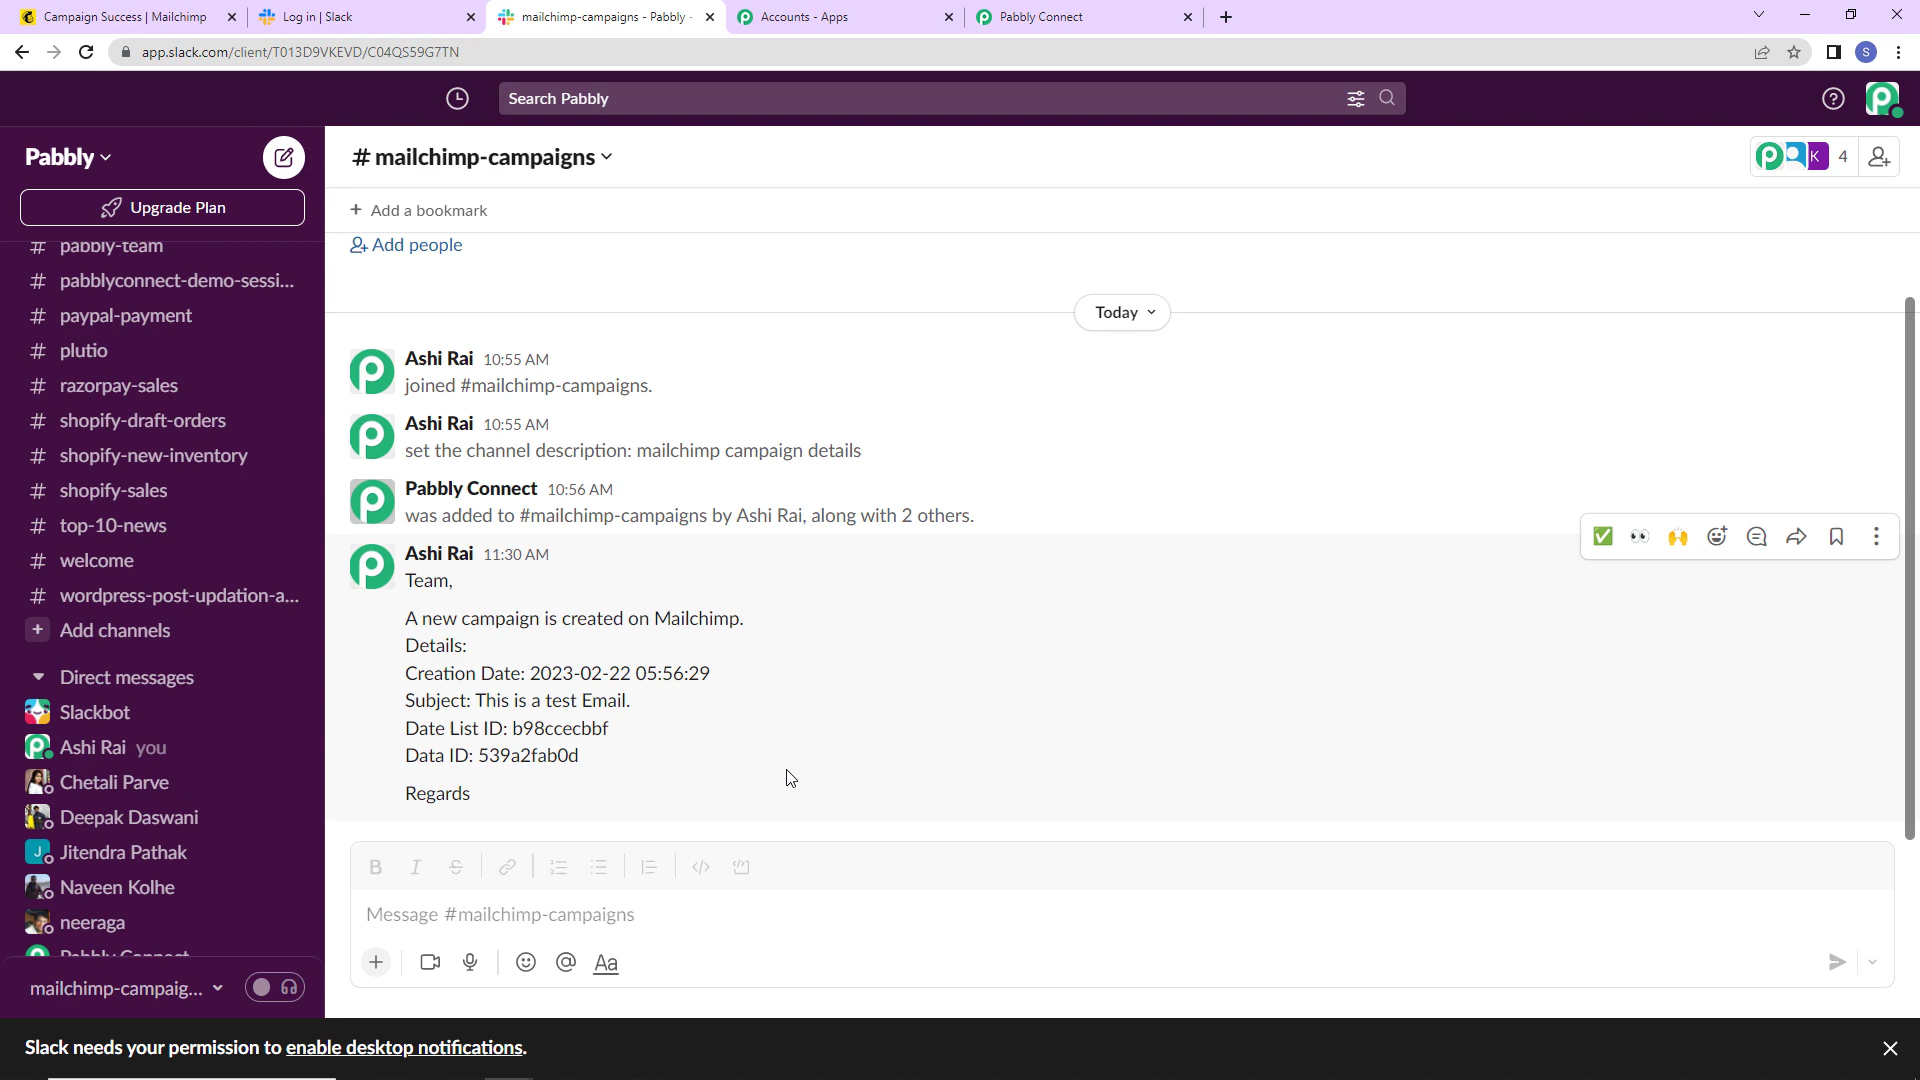 Campaign Success | Mailchimp
Log in | Slack
mailchimp-campaigns - Pabbly -
Accounts - Apps
Pabbly Connect
app.slack.com/client/T013D9VKEVD/C04QS59G7TN
S
Search Pabbly
Pabbly
# mailchimp-campaigns
K
4
Upgrade Plan
+ Add a bookmark
# pabbly-team
Add people
# pabblyconnect-demo-sessi...
# paypal-payment
Today
# plutio
# razorpay-sales
# shopify-draft-orders
# shopify-new-inventory
# shopify-sales
# top-10-news
# welcome
# wordpress-post-updation-a...
+ Add channels
Direct messages
Slackbot
Ashi Rai you
Chetali Parve
Deepak Daswani
J Jitendra Pathak
Naveen Kolhe
neeraga
Pabbly Connect
mailchimp-campaig...
Ashi Rai 10:55 AM
joined #mailchimp-campaigns.
Ashi Rai 10:55 AM
set the channel description: mailchimp campaign details
Pabbly Connect 10:56 AM
was added to #mailchimp-campaigns by Ashi Rai, along with 2 others.
Ashi Rai 11:30 AM
Team,
A new campaign is created on Mailchimp.
Details:
Creation Date: 2023-02-22 05:56:29
Subject: This is a test Email.
Date List ID: b98ccecbbf
Data ID: 539a2fab0d
Regards
B I S
Message #mailchimp-campaigns
Aa
Slack needs your permission to enable desktop notifications.